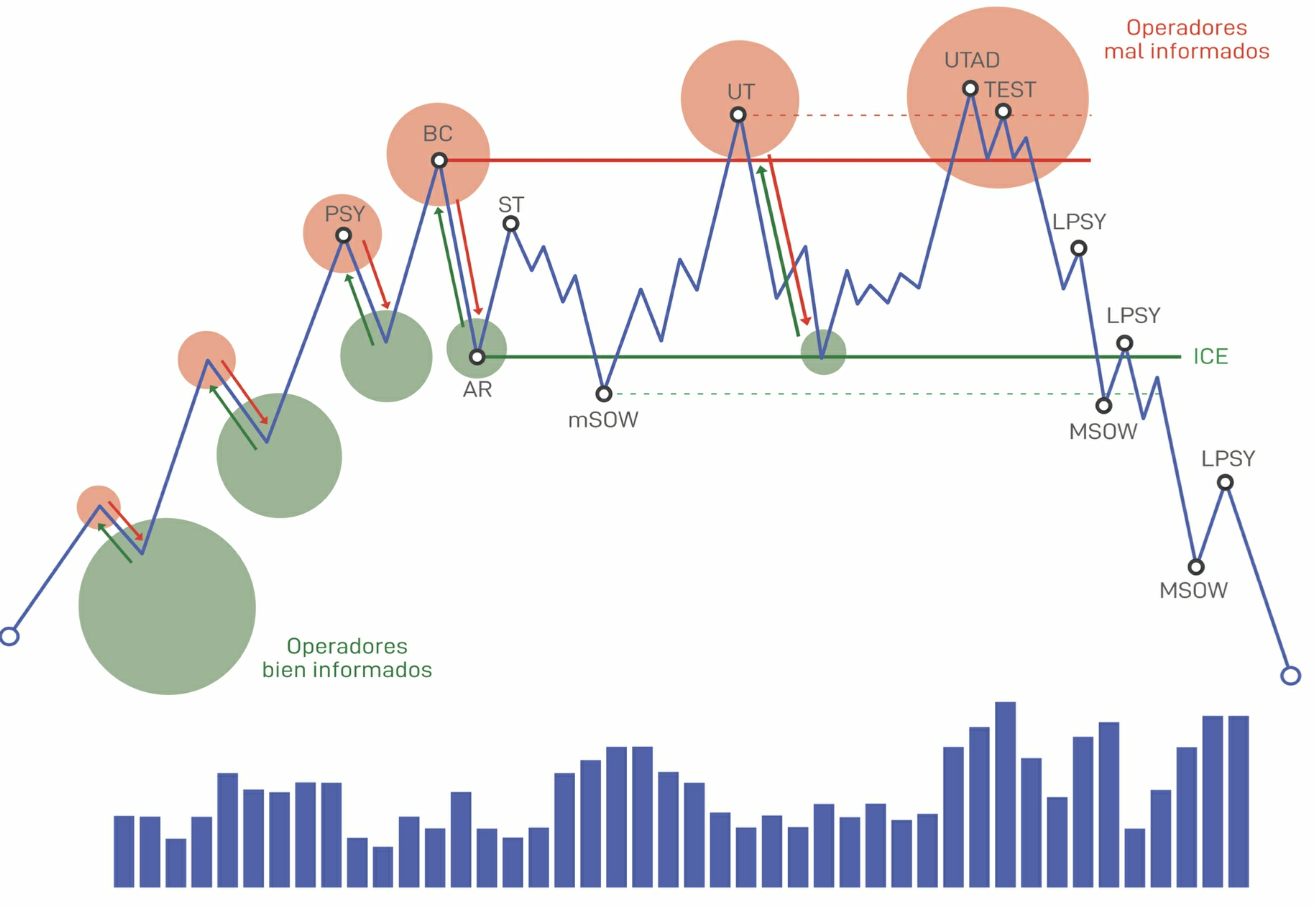 Operadores
mal informados
UTAD
TEST
UT
BC
PSY
ST
LPSY
LPSY
ICE
AR
mSOW
MSOW
LPSY
MSOW
Operadores
bien informados